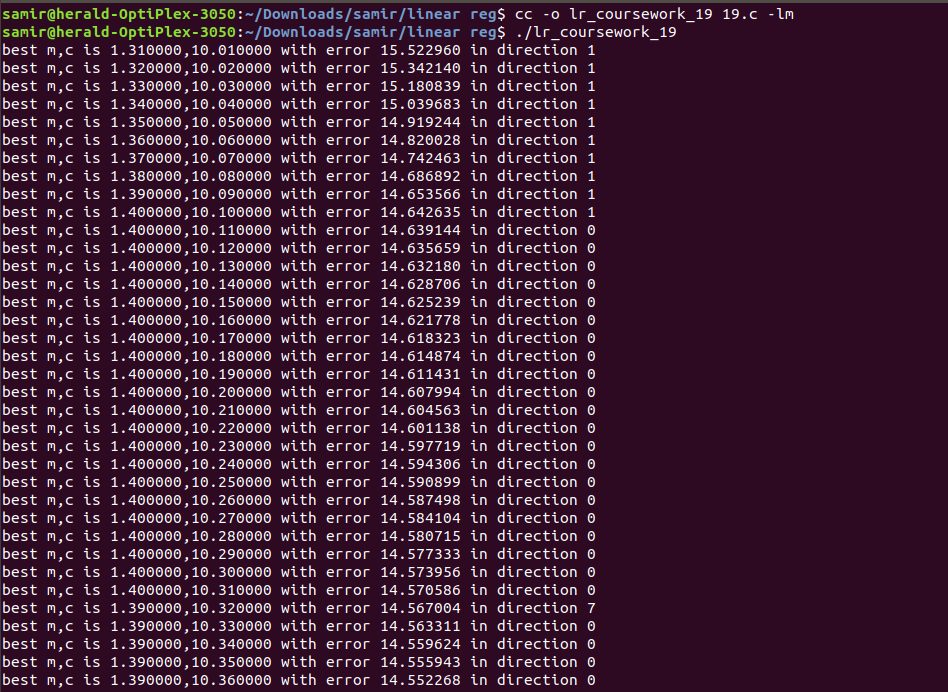 samir@herald-OptiPlex-3050:~/Downloads/samir/linear reg$ cc -o lr_coursework_19 19.c -lm
samir@herald-OptiPlex-3050:~/Downloads/samir/linear reg$ ./lr_coursework_19
best m,c is 1.310000,10.010000 with error 15.522960 in direction 1
best m,c is 1.320000,10.020000 with error 15.342140 in direction 1
best m,c is 1.330000,10.030000 with error 15.180839 in direction 1
best m,c is 1.340000,10.040000 with error 15.039683 in direction 1
best m,c is 1.350000,10.050000 with error 14.919244 in direction 1
best m,c is 1.360000,10.060000 with error 14.820028 in direction 1
best m,c is 1.370000,10.070000 with error 14.742463 in direction 1
best m,c is 1.380000,10.080000 with error 14.686892 in direction 1
best m,c is 1.390000,10.090000 with error 14.653566 in direction 1
best m,c is 1.400000,10.100000 with error 14.642635 in direction 1
best m,c is 1.400000,10.110000 with error 14.639144 in direction 0
best m,c is 1.400000,10.120000 with error 14.635659 in direction 0
best m,c is 1.400000,10.130000 with error 14.632180 in direction 0
best m,c is 1.400000,10.140000 with error 14.628706 in direction 0
best m,c is 1.400000,10.150000 with error 14.625239 in direction 0
best m,c is 1.400000,10.160000 with error 14.621778 in direction 0
best m,c is 1.400000,10.170000 with error 14.618323 in direction 0
best m,c is 1.400000,10.180000 with error 14.614874 in direction 0
best m,c is 1.400000,10.190000 with error 14.611431 in direction 0
best m,c is 1.400000,10.200000 with error 14.607994 in direction 0
best m,c is 1.400000,10.210000 with error 14.604563 in direction 0
best m,c is 1.400000,10.220000 with error 14.601138 in direction 0
best m,c is 1.400000,10.230000 with error 14.597719 in direction 0
best m,c is 1.400000,10.240000 with error 14.594306 in direction 0
best m,c is 1.400000,10.250000 with error 14.590899 in direction 0
best m,c is 1.400000,10.260000 with error 14.587498 in direction 0
best m,c is 1.400000,10.270000 with error 14.584104 in direction 0
best m,c is 1.400000,10.280000 with error 14.580715 in direction 0
best m,c is 1.400000,10.290000 with error 14.577333 in direction 0
best m,c is 1.400000,10.300000 with error 14.573956 in direction 0
best m,c is 1.400000,10.310000 with error 14.570586 in direction 0
best m,c is 1.390000,10.320000 with error 14.567004 in direction 7
best m,c is 1.390000,10.330000 with error 14.563311 in direction 0
best m,c is 1.390000,10.340000 with error 14.559624 in direction 0
best m,c is 1.390000,10.350000 with error 14.555943 in direction 0
best m,c is 1.390000,10.360000 with error 14.552268 in direction 0